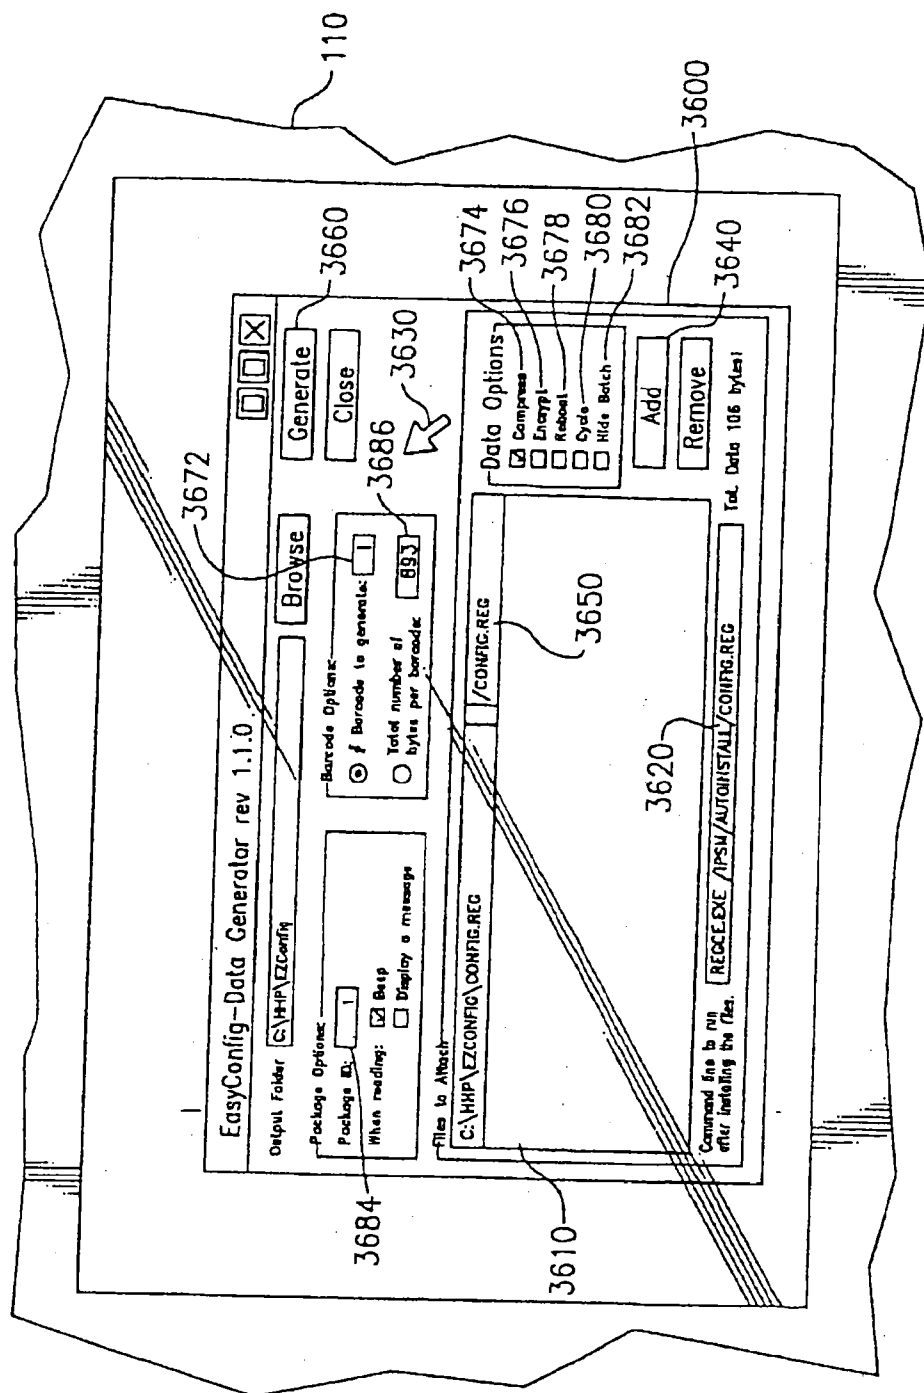 110
EasyConfig-Data Generator rev 1.1.0
Output Folder C:\HHP\EZConfig Browse
Generate
Close
3660
3672
3630
3686
Package Options:
Package ID: 1
When reading: Beep
Display a message
3684
Barcode Options:
# Barcode to generate: 1
Total number of
bytes per barcode: 893
Files to Attach
C:\HXP\EZCONFIG\CONFIG.REG /CONFIG.REG
3610
3650
3620
Data Options
Compress
Encrypt
Reboot
Cycle
Hide Batch
3674
3676
3678
3680
3682
3600
3640
Add
Remove
Command line to run
after installing the files.
REGCE.EXE /IPSM/AUTOINSTALL/CONFIG.REG
Tot. Data 106 bytes: